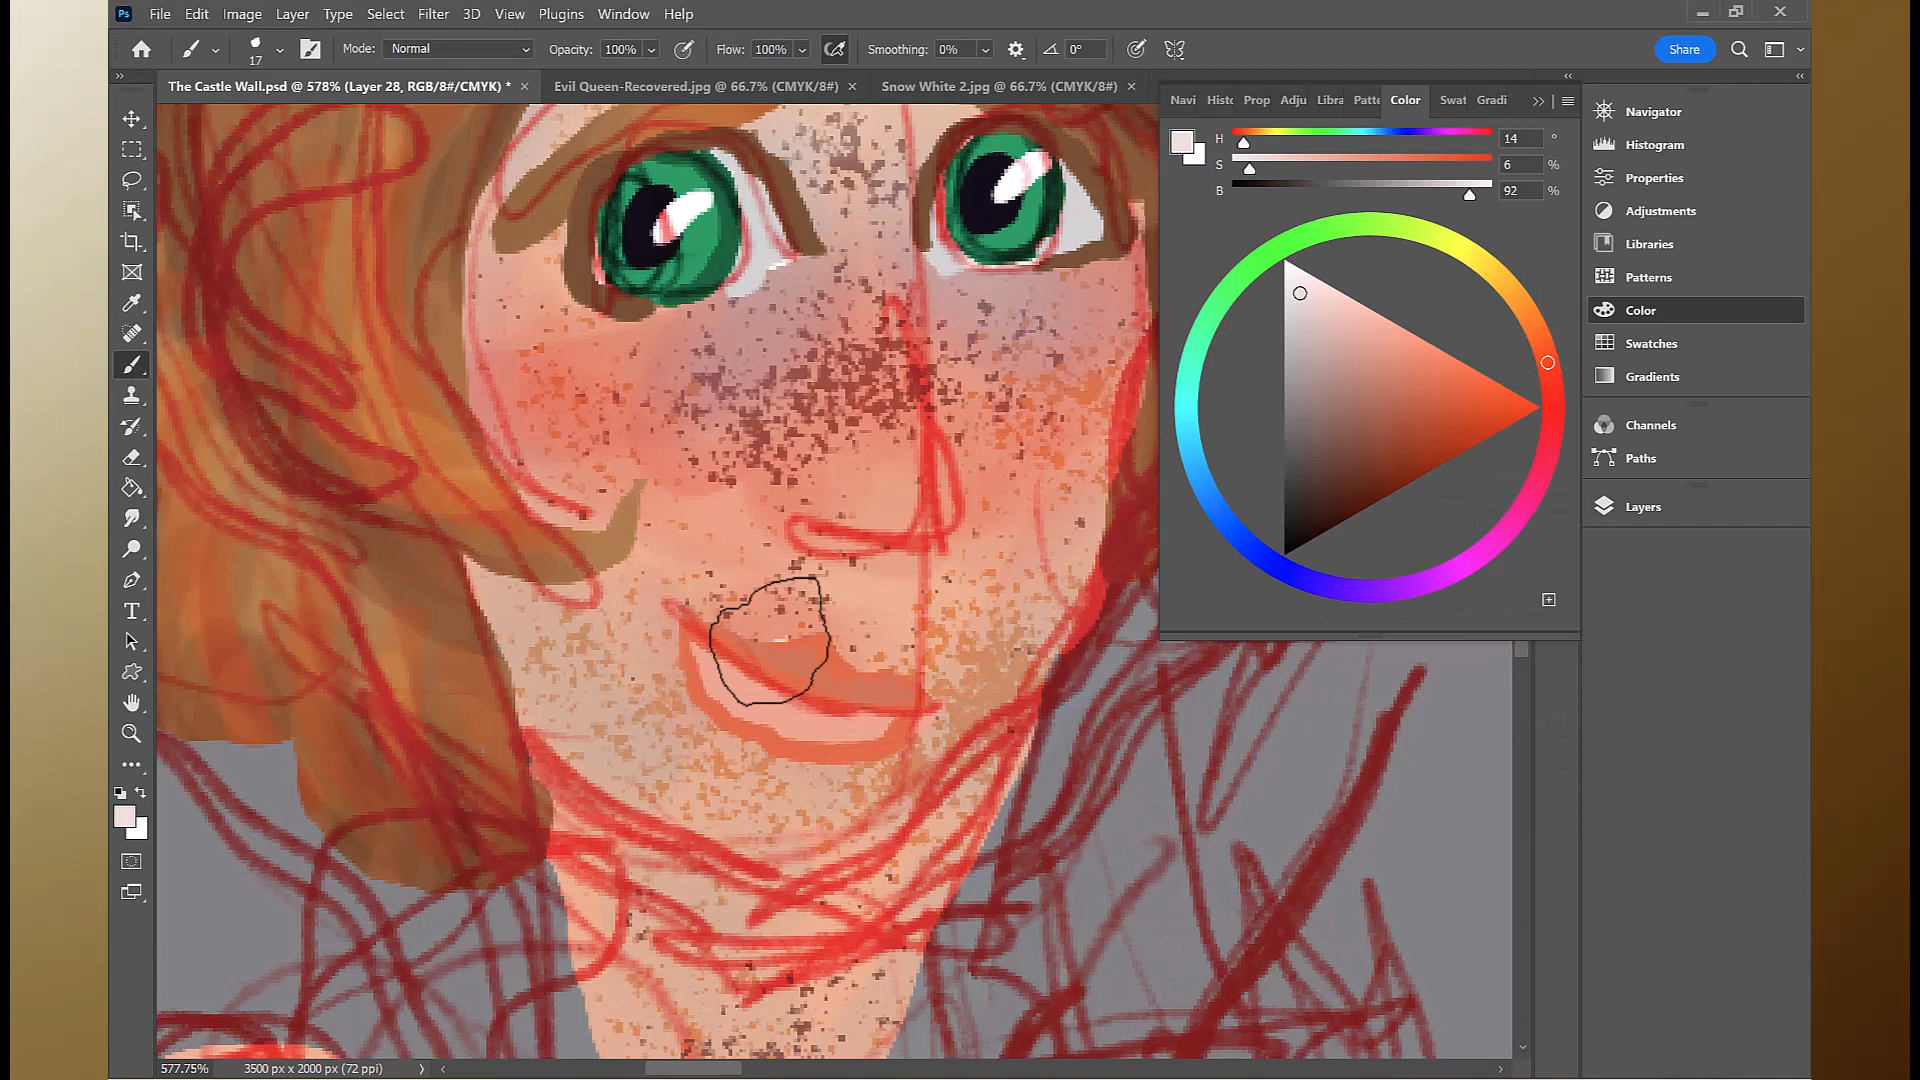 Ps File Edit Image Layer Type Select Filter 3D View Plugins Window Help
17 Mode: Normal Opacity: 100% Flow: 100% Smoothing: 0% 0° Share
The Castle Wall.psd @ 578% (Layer 28, RGB/8#/CMYK) * Evil Queen-Recovered.jpg @ 66.7% (CMYK/8#) Snow White 2.jpg @ 66.7% (CMYK/8#)
Navi Histc Prop Adju Libra Patte Color Swat Gradi
H 14 °
S 6 %
B 92 %
Navigator
Histogram
Properties
Adjustments
Libraries
Patterns
Color
Swatches
Gradients
Channels
Paths
Layers
577.75% 3500 px x 2000 px (72 ppi)